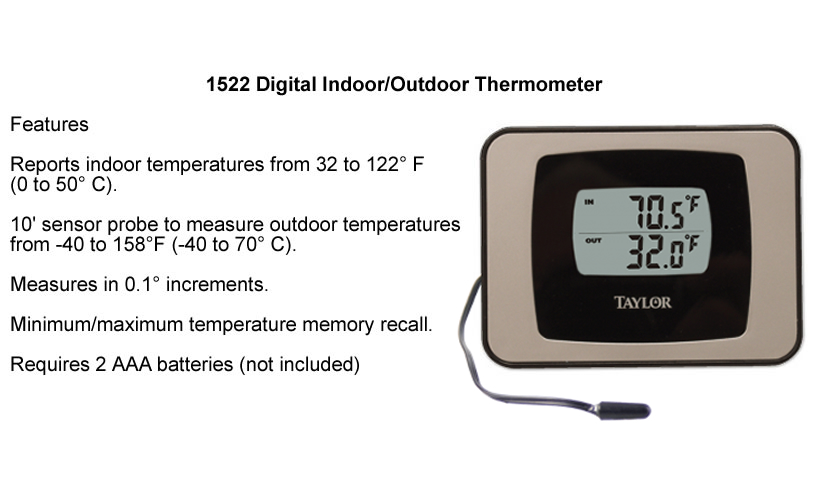 1522 Digital Indoor/Outdoor Thermometer
Features
Reports indoor temperatures from 32 to 122° F
(0 to 50° C).
10' sensor probe to measure outdoor temperatures
from -40 to 158°F (-40 to 70° C).
Measures in 0.1° increments.
Minimum/maximum temperature memory recall.
Requires 2 AAA batteries (not included)
IN 70.5°F
OUT 32.0°F
TAYLOR